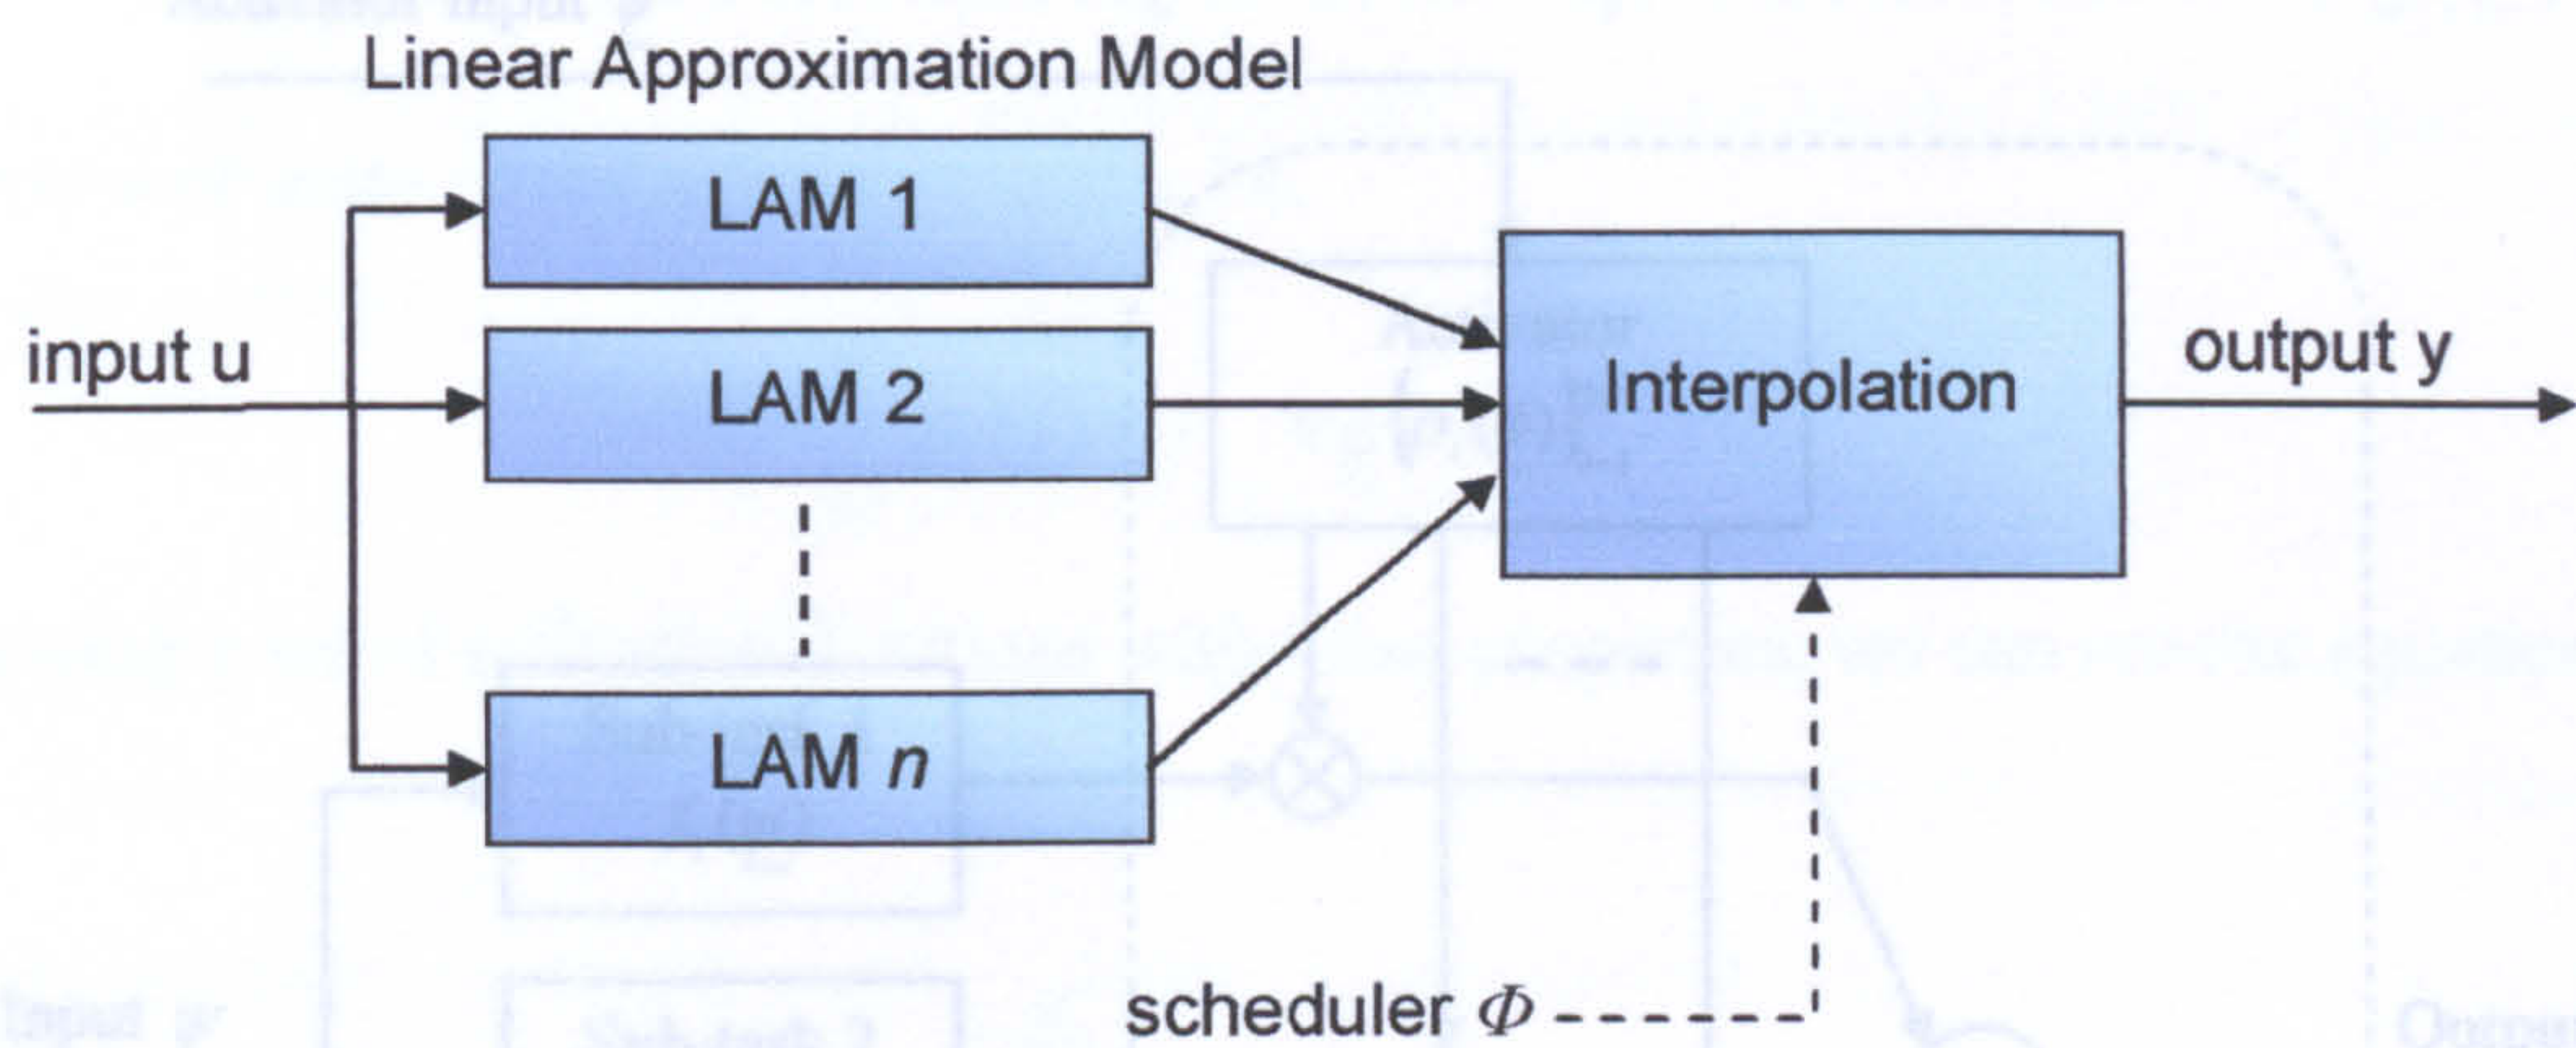 Linear Approximation Model
LAM 1
input u
LAM 2
Interpolation
output y
LAM n
scheduler Φ